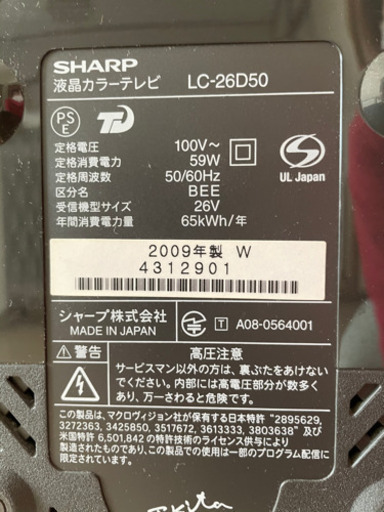 SHARP
液晶カラーテレビ LC-26D50
PS
E
定格電圧 100V～
定格消費電力 59W
定格周波数 50/60Hz
区分名 BEE
受信機型サイズ 26V
年間消費電力量 65kWh/年
UL Japan
2009年製 W
4312901
シャープ株式会社
MADE IN JAPAN
T A08-0564001
警告 高圧注意
サービスマン以外の方は、裏ぶたをあけない
でください。内部には高電圧部分が数多く
あり、万一さわると危険です。
この製品は、マクロヴィジョン社が保有する日本特許 "2895629,
3272363, 3425850, 3517672, 3613333, 3803638" 及び
米国特許 6,501,842 の特許技術のライセンス供与により
製造されたものであり、この製品での使用は一部のプログラム配信に
限定されています。